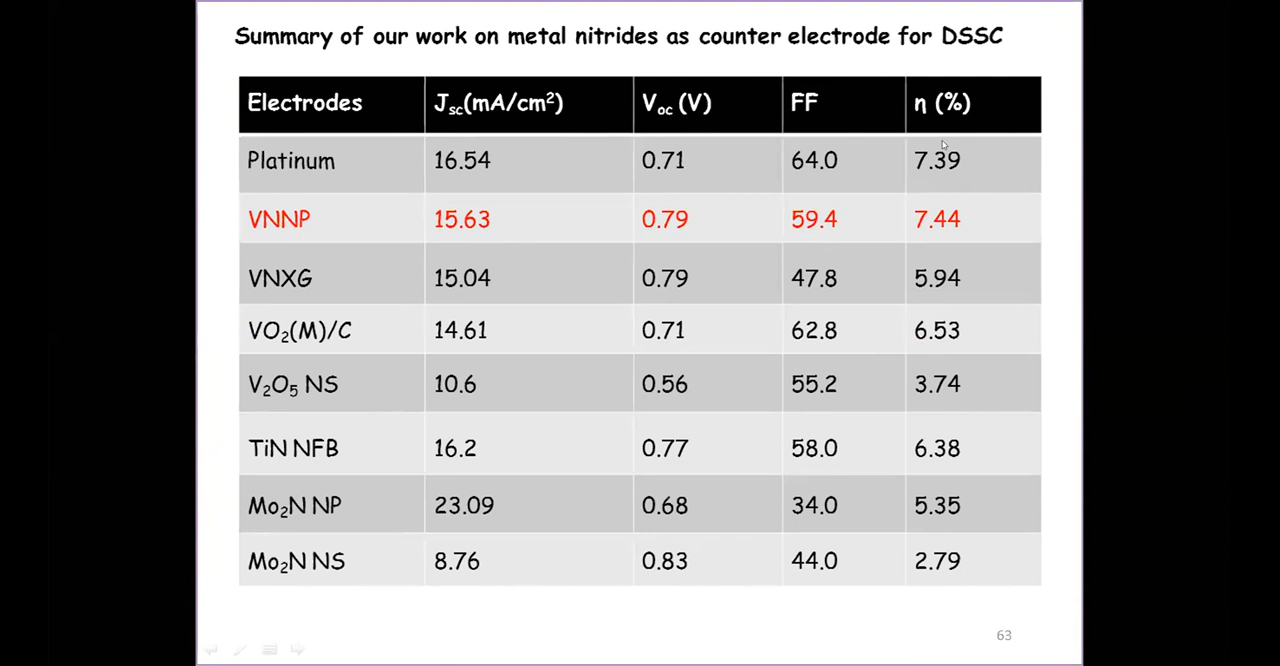 Summary of our work on metal nitrides as counter electrode for DSSC
Electrodes J₍sc₎(mA/cm²) V₍oc₎ (V) FF η (%)
Platinum 16.54 0.71 64.0 7.39
VNNP 15.63 0.79 59.4 7.44
VNXG 15.04 0.79 47.8 5.94
VO₂(M)/C 14.61 0.71 62.8 6.53
V₂O₅ NS 10.6 0.56 55.2 3.74
TiN NFB 16.2 0.77 58.0 6.38
Mo₂N NP 23.09 0.68 34.0 5.35
Mo₂N NS 8.76 0.83 44.0 2.79
63